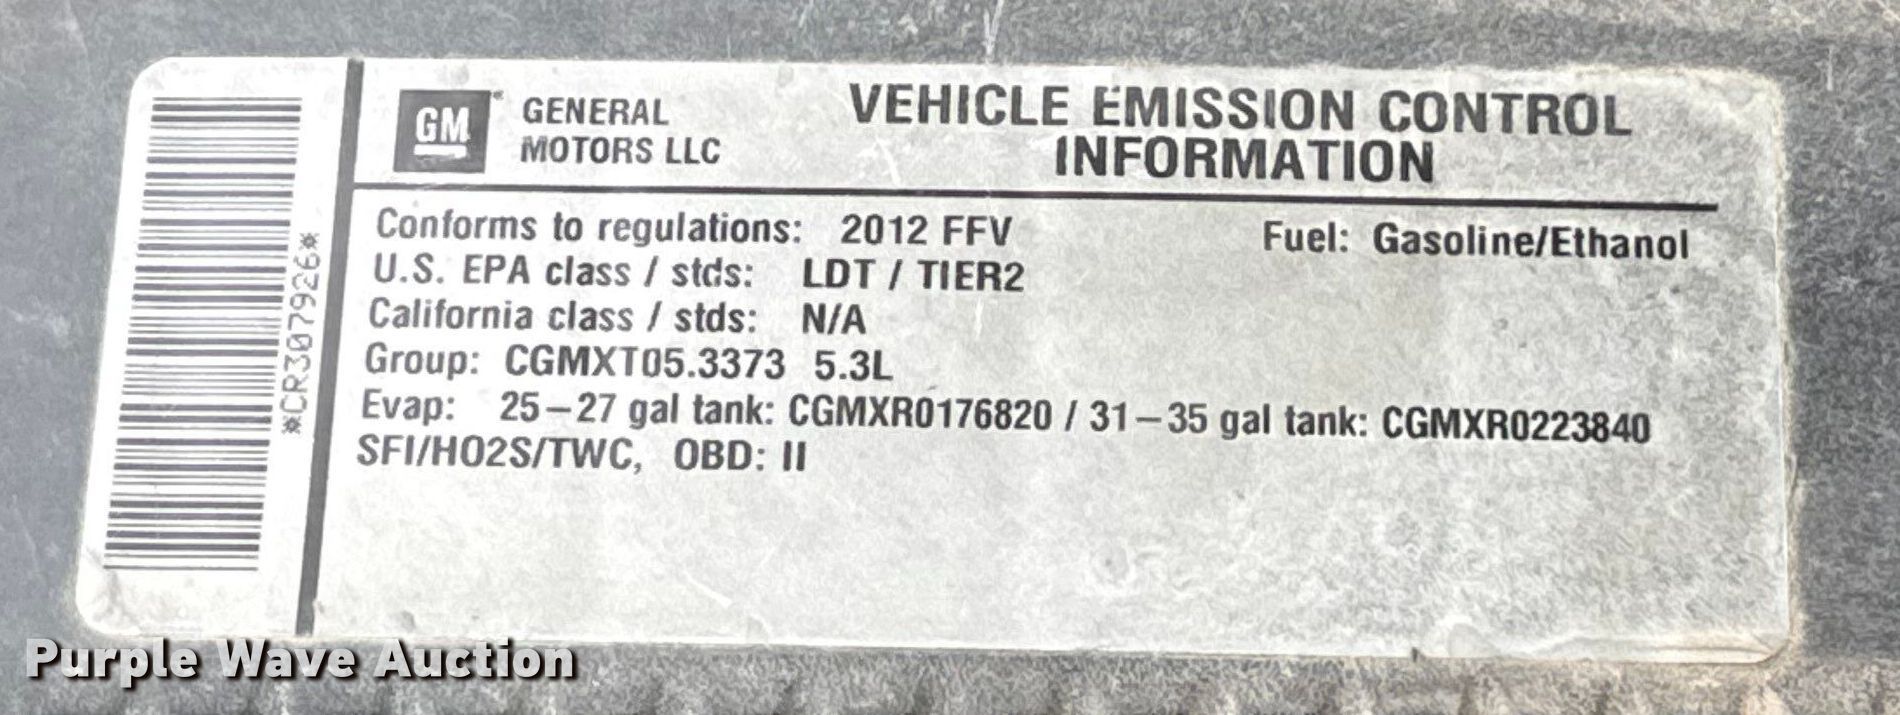 GM
GENERAL
MOTORS LLC
VEHICLE EMISSION CONTROL
INFORMATION
*CR3079926*
Conforms to regulations: 2012 FFV
Fuel: Gasoline/Ethanol
U.S. EPA class / stds: LDT / TIER2
California class / stds: N/A
Group: CGMXT05.3373 5.3L
Evap: 25-27 gal tank: CGMXR0176820 / 31-35 gal tank: CGMXR0223840
SFI/HO2S/TWC, OBD: II
Purple Wave Auction